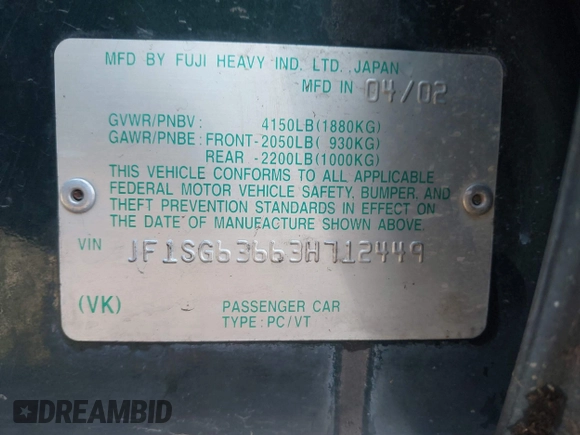 MFD BY FUJI HEAVY IND. LTD. JAPAN
MFD IN 04/02
GVWR/PNBV: 4150LB(1880KG)
GAWR/PNBE: FRONT-2050LB( 930KG)
REAR -2200LB(1000KG)
THIS VEHICLE CONFORMS TO ALL APPLICABLE
FEDERAL MOTOR VEHICLE SAFETY, BUMPER, AND
THEFT PREVENTION STANDARDS IN EFFECT ON
THE DATE OF MANUFACTURE SHOWN ABOVE.
VIN JF1SG63663H712449
(VK) PASSENGER CAR
TYPE: PC/VT
DREAMBID